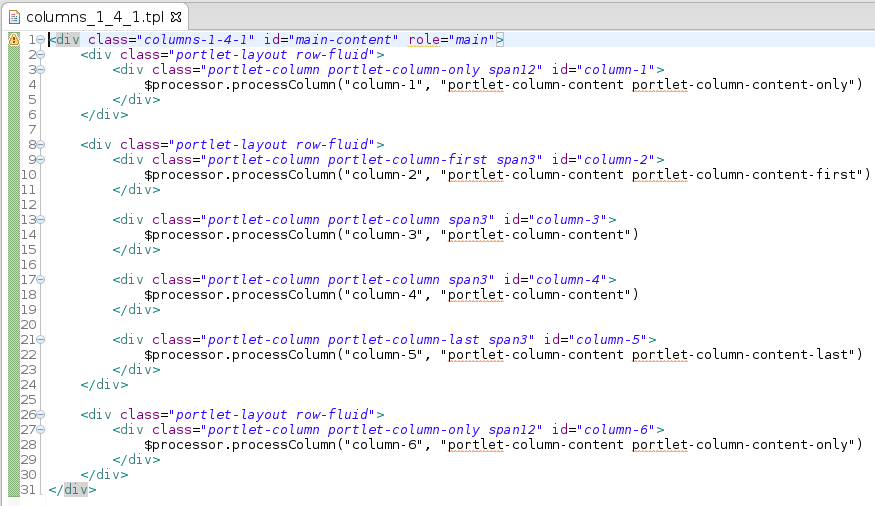 columns_1_4_1.tpl
1 <div class="columns-1-4-1" id="main-content" role="main">
2 <div class="portlet-layout row-fluid">
3 <div class="portlet-column portlet-column-only span12" id="column-1">
4 $processor.processColumn("column-1", "portlet-column-content portlet-column-content-only")
5 </div>
6 </div>
7
8 <div class="portlet-layout row-fluid">
9 <div class="portlet-column portlet-column-first span3" id="column-2">
10 $processor.processColumn("column-2", "portlet-column-content portlet-column-content-first")
11 </div>
12
13 <div class="portlet-column portlet-column span3" id="column-3">
14 $processor.processColumn("column-3", "portlet-column-content")
15 </div>
16
17 <div class="portlet-column portlet-column span3" id="column-4">
18 $processor.processColumn("column-4", "portlet-column-content")
19 </div>
20
21 <div class="portlet-column portlet-column-last span3" id="column-5">
22 $processor.processColumn("column-5", "portlet-column-content portlet-column-content-last")
23 </div>
24 </div>
25
26 <div class="portlet-layout row-fluid">
27 <div class="portlet-column portlet-column-only span12" id="column-6">
28 $processor.processColumn("column-6", "portlet-column-content portlet-column-content-only")
29 </div>
30 </div>
31 </div>